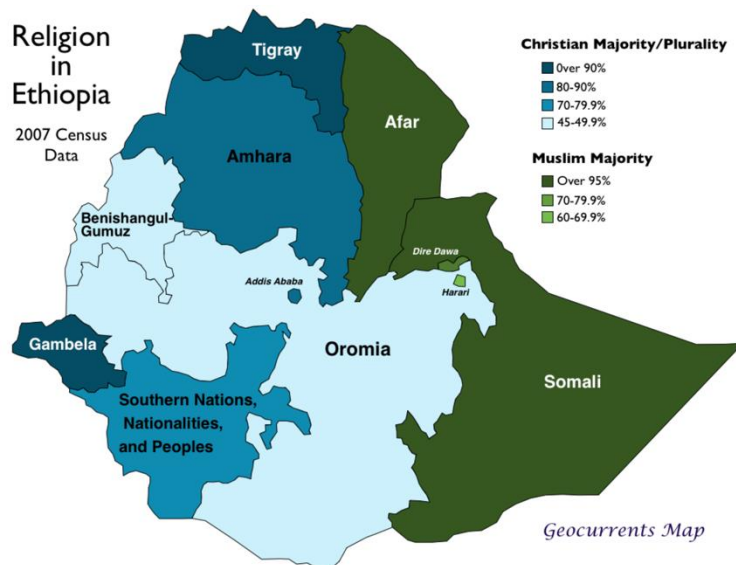 Religion
in
Ethiopia
2007 Census
Data
Christian Majority/Plurality
0ver 90%
80-90%
70-79.9%
45-49.9%
Muslim Majority
Over 95%
70-79.9%
60-69.9%
Tigray
Afar
Amhara
Benishangul-
Gumuz
Dire Dawa
Addis Ababa
Harari
Gambela
Oromia
Somali
Southern Nations,
Nationalities,
and Peoples
Geocurrents Map